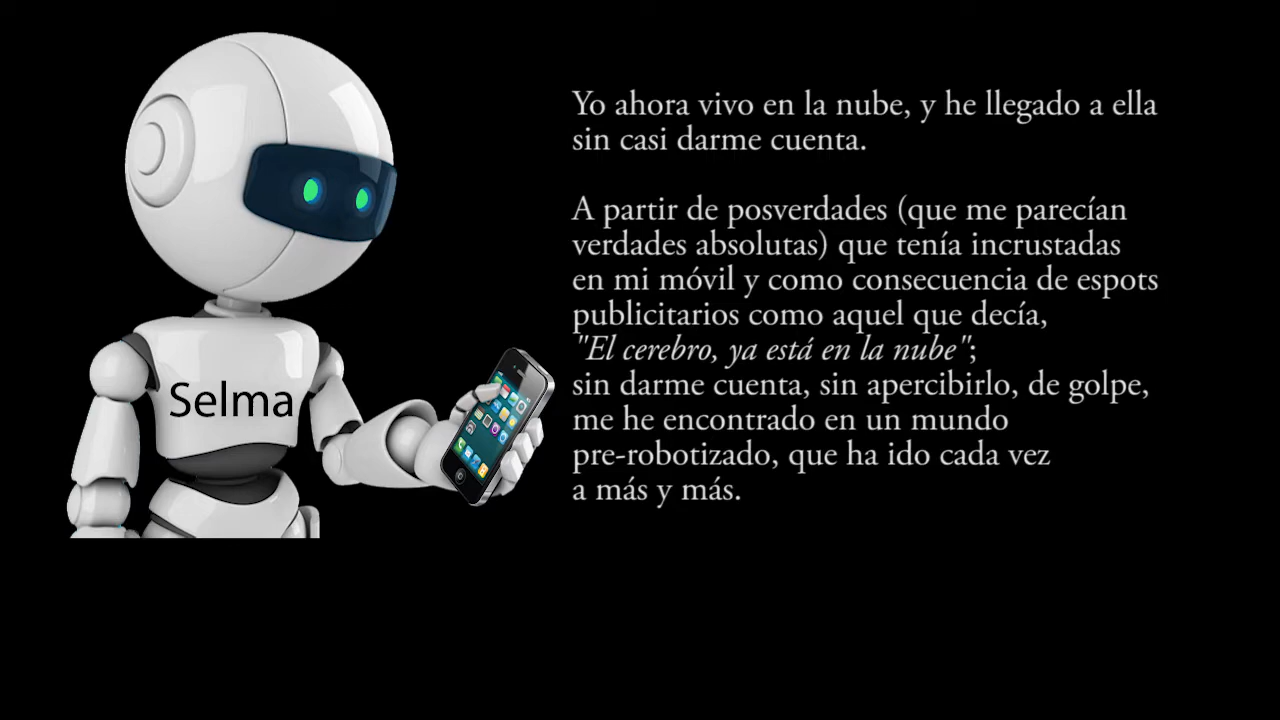 Selma
Yo ahora vivo en la nube, y he llegado a ella
sin casi darme cuenta.
A partir de posverdades (que me parecían
verdades absolutas) que tenía incrustadas
en mi móvil y como consecuencia de espots
publicitarios como aquel que decía,
"El cerebro, ya está en la nube";
sin darme cuenta, sin apercibirlo, de golpe,
me he encontrado en un mundo
pre-robotizado, que ha ido cada vez
a más y más.